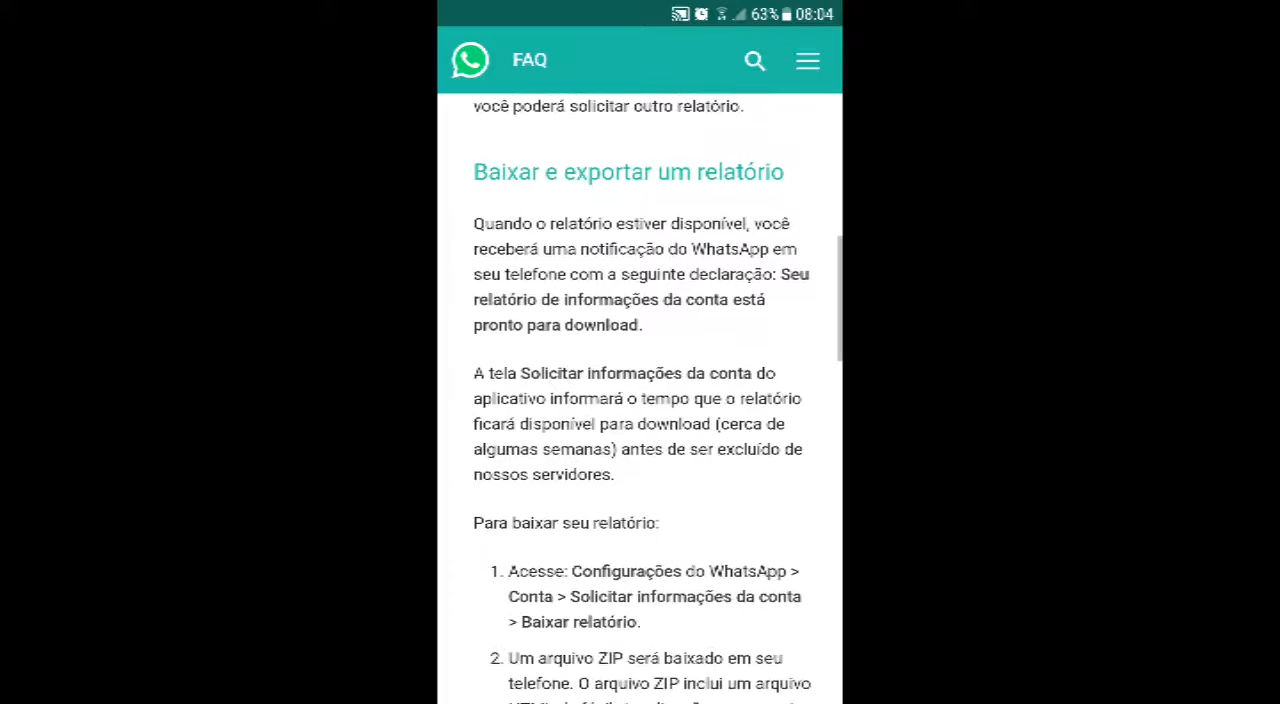 63% 08:04
FAQ
você poderá solicitar outro relatório.
Baixar e exportar um relatório
Quando o relatório estiver disponível, você
receberá uma notificação do WhatsApp em
seu telefone com a seguinte declaração: Seu
relatório de informações da conta está
pronto para download.
A tela Solicitar informações da conta do
aplicativo informará o tempo que o relatório
ficará disponível para download (cerca de
algumas semanas) antes de ser excluído de
nossos servidores.
Para baixar seu relatório:
1. Acesse: Configurações do WhatsApp >
Conta > Solicitar informações da conta
> Baixar relatório.
2. Um arquivo ZIP será baixado em seu
telefone. O arquivo ZIP inclui um arquivo